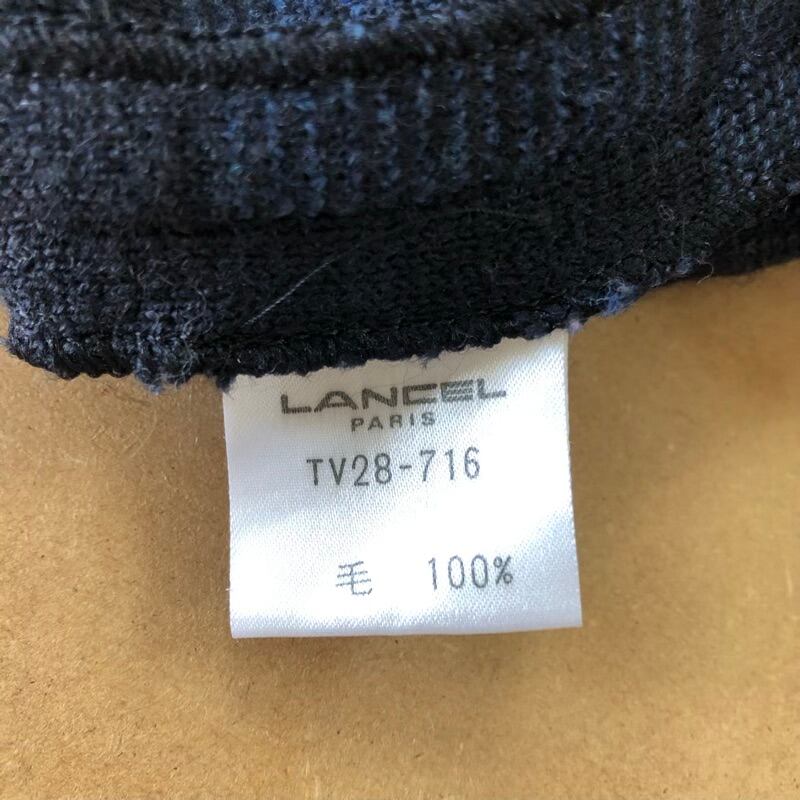 LANCEL
PARIS
TV28-716
毛 100%